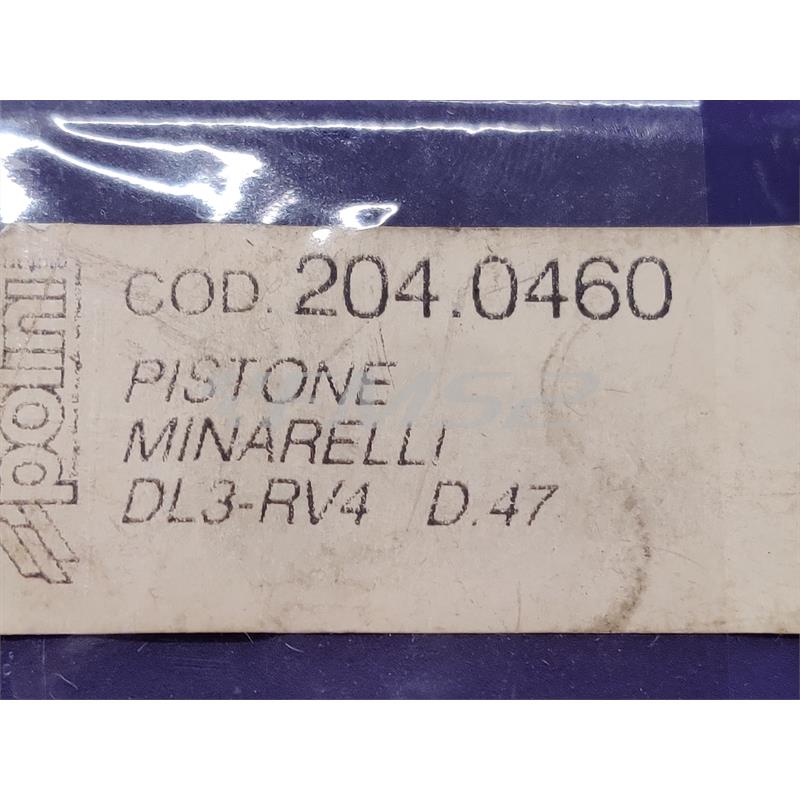 polini
COD. 204.0460
PISTONE
MINARELLI
DL3-RV4 D.47